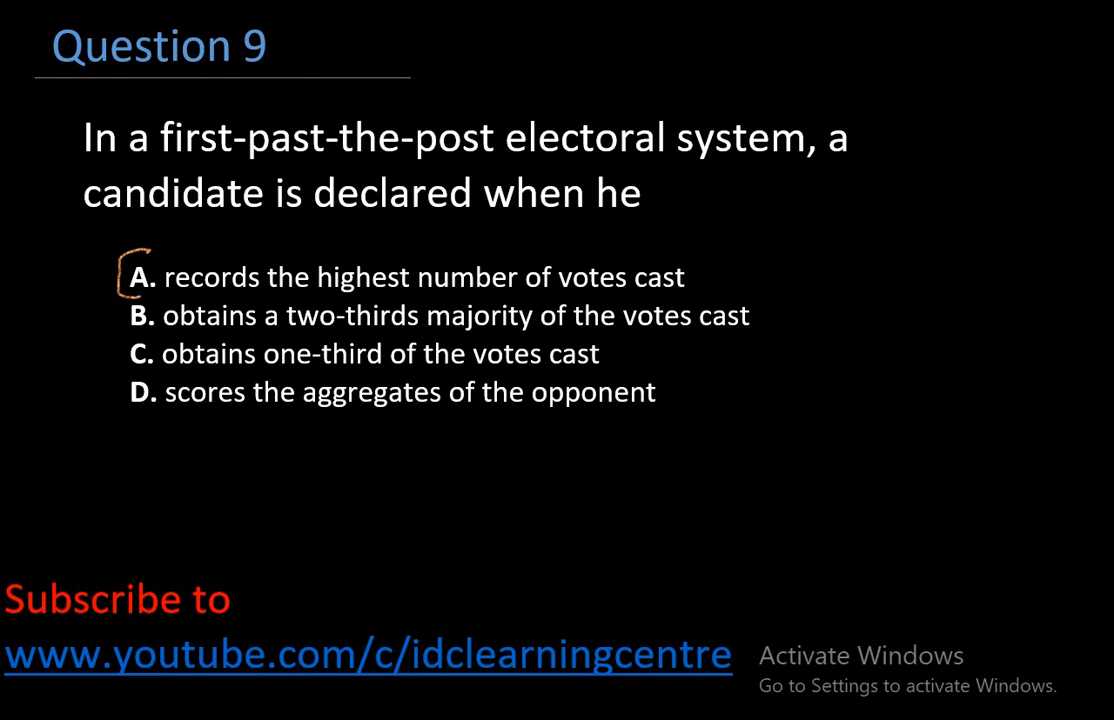 Question 9
In a first-past-the-post electoral system, a
candidate is declared when he
A. records the highest number of votes cast
B. obtains a two-thirds majority of the votes cast
C. obtains one-third of the votes cast
D. scores the aggregates of the opponent
Subscribe to
www.youtube.com/c/idclearningcentre
Activate Windows
Go to Settings to activate Windows.